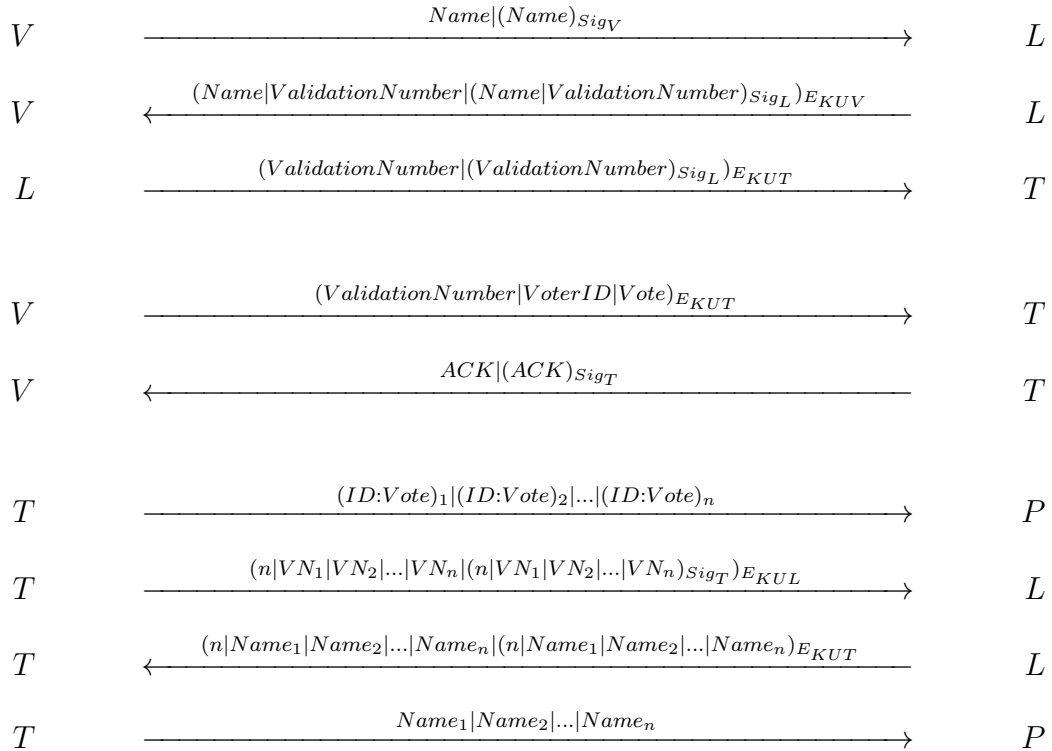 V Name|(Name)_{Sig_V} L
V (Name|ValidationNumber|(Name|ValidationNumber)_{Sig_L})_{E_{KUV}} L
L (ValidationNumber|(ValidationNumber)_{Sig_L})_{E_{KUT}} T
V (ValidationNumber|VoterID|Vote)_{E_{KUT}} T
V ACK|(ACK)_{Sig_T} T
T (ID:Vote)_1|(ID:Vote)_2|...|(ID:Vote)_n P
T (n|VN_1|VN_2|...|VN_n|(n|VN_1|VN_2|...|VN_n)_{Sig_T})_{E_{KUL}} L
T (n|Name_1|Name_2|...|Name_n|(n|Name_1|Name_2|...|Name_n)_{E_{KUT}} L
T Name_1|Name_2|...|Name_n P